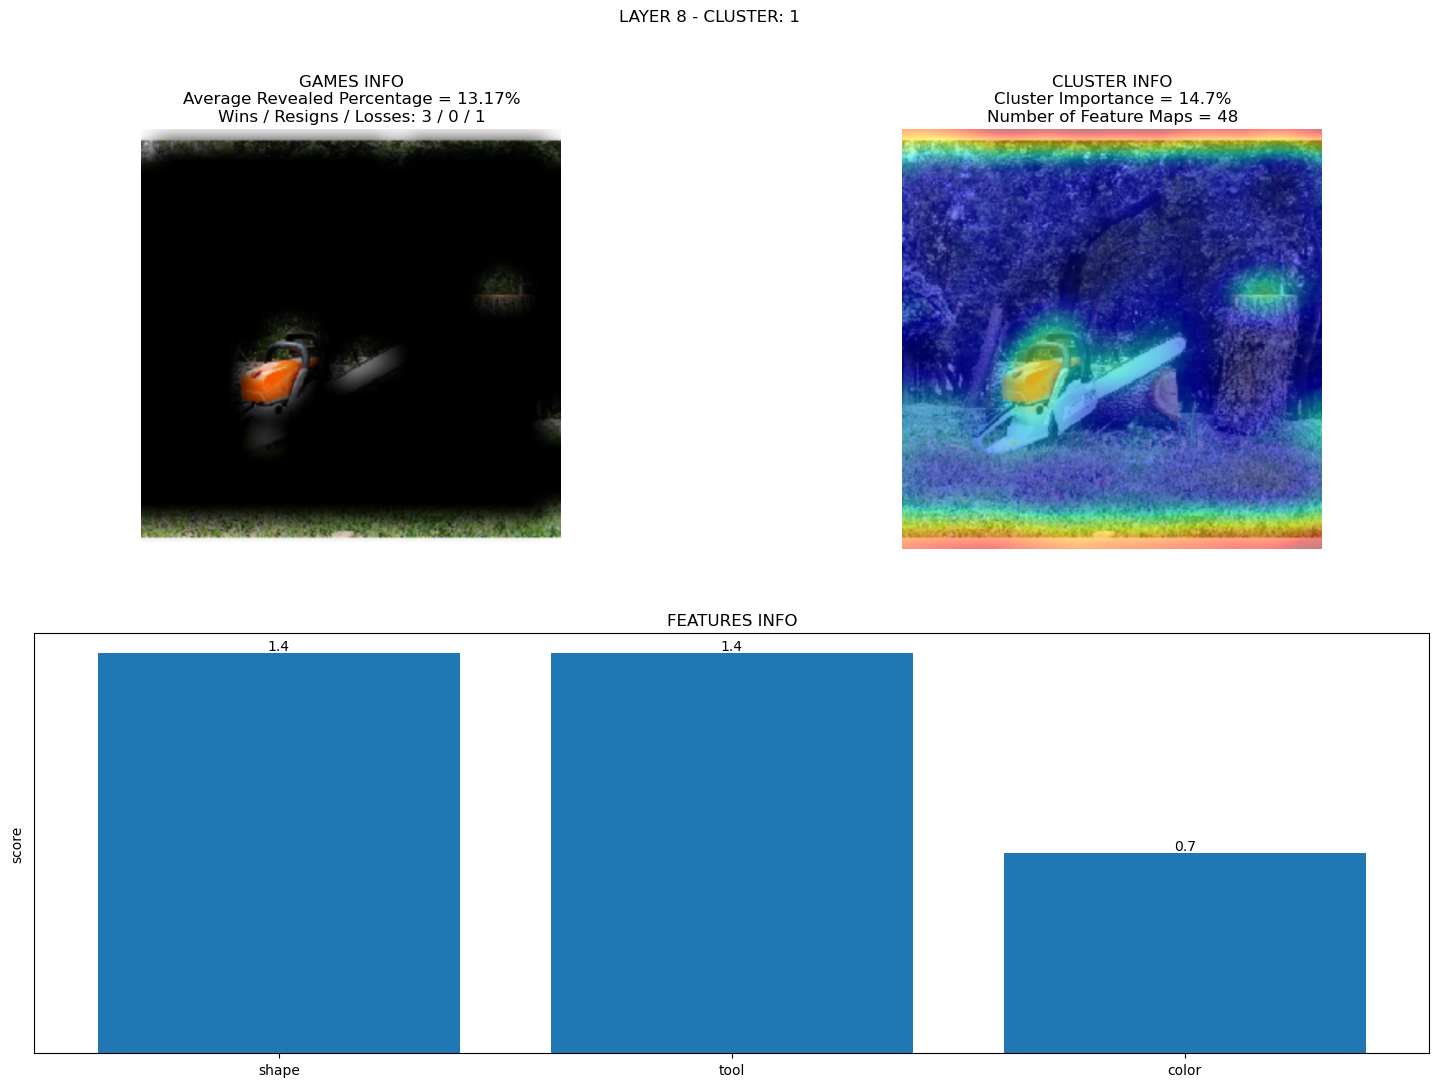 LAYER 8 - CLUSTER: 1
GAMES INFO
Average Revealed Percentage = 13.17%
Wins / Resigns / Losses: 3 / 0 / 1
CLUSTER INFO
Cluster Importance = 14.7%
Number of Feature Maps = 48
FEATURES INFO
score
1.4
1.4
0.7
shape
tool
color